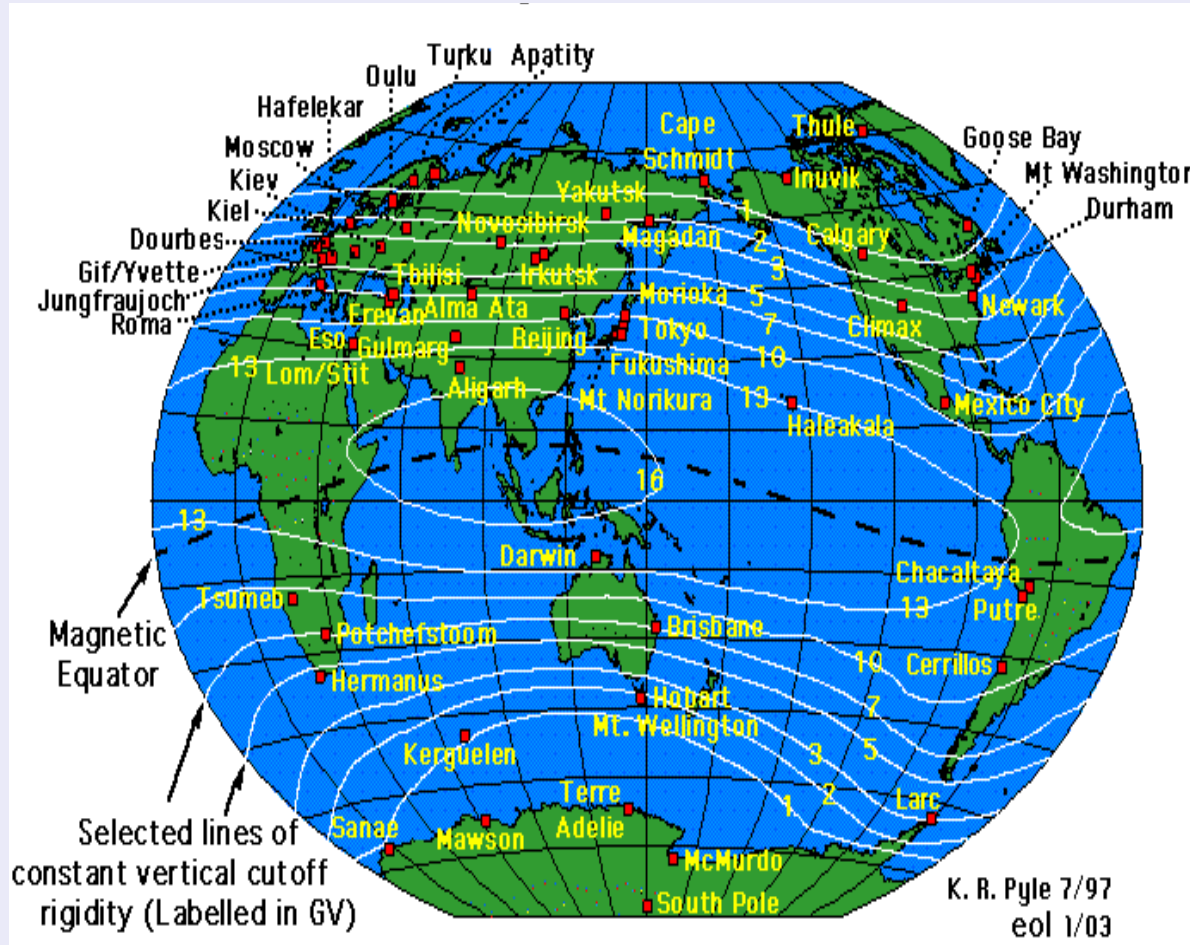 Turku Apatity
Oulu
Hafelekar
Moscow
Kiev
Kiel
Dourbes
Gif/Yvette
Jungfraujoch
Roma
Cape
Schmidt
Thule
Inuvik
Goose Bay
Mt Washington
Durham
Yakutsk
Novosibirsk
Magadan
Calgary
1
2
3
5
7
10
13
Tbilisi
Irkutsk
Erevan
Alma Ata
Morioka
Newark
Climax
Eso
Gulmarg
Beijing
Tokyo
Fukushima
13
Lom/Stit
Aligarh
Mt Norikura
Haleakala
Mexico City
16
13
Darwin
Chacaltaya
Putre
13
Tsumeb
Magnetic
Equator
Potchefstoom
Brisbane
10
Cerrillos
Hermanus
Hobart
Mt. Wellington
7
5
3
2
1
Kerguelen
Larc
Terre
Adelie
Sanae
Mawson
McMurdo
South Pole
Selected lines of
constant vertical cutoff
rigidity (Labelled in GV)
K. R. Pyle 7/97
eol 1/03